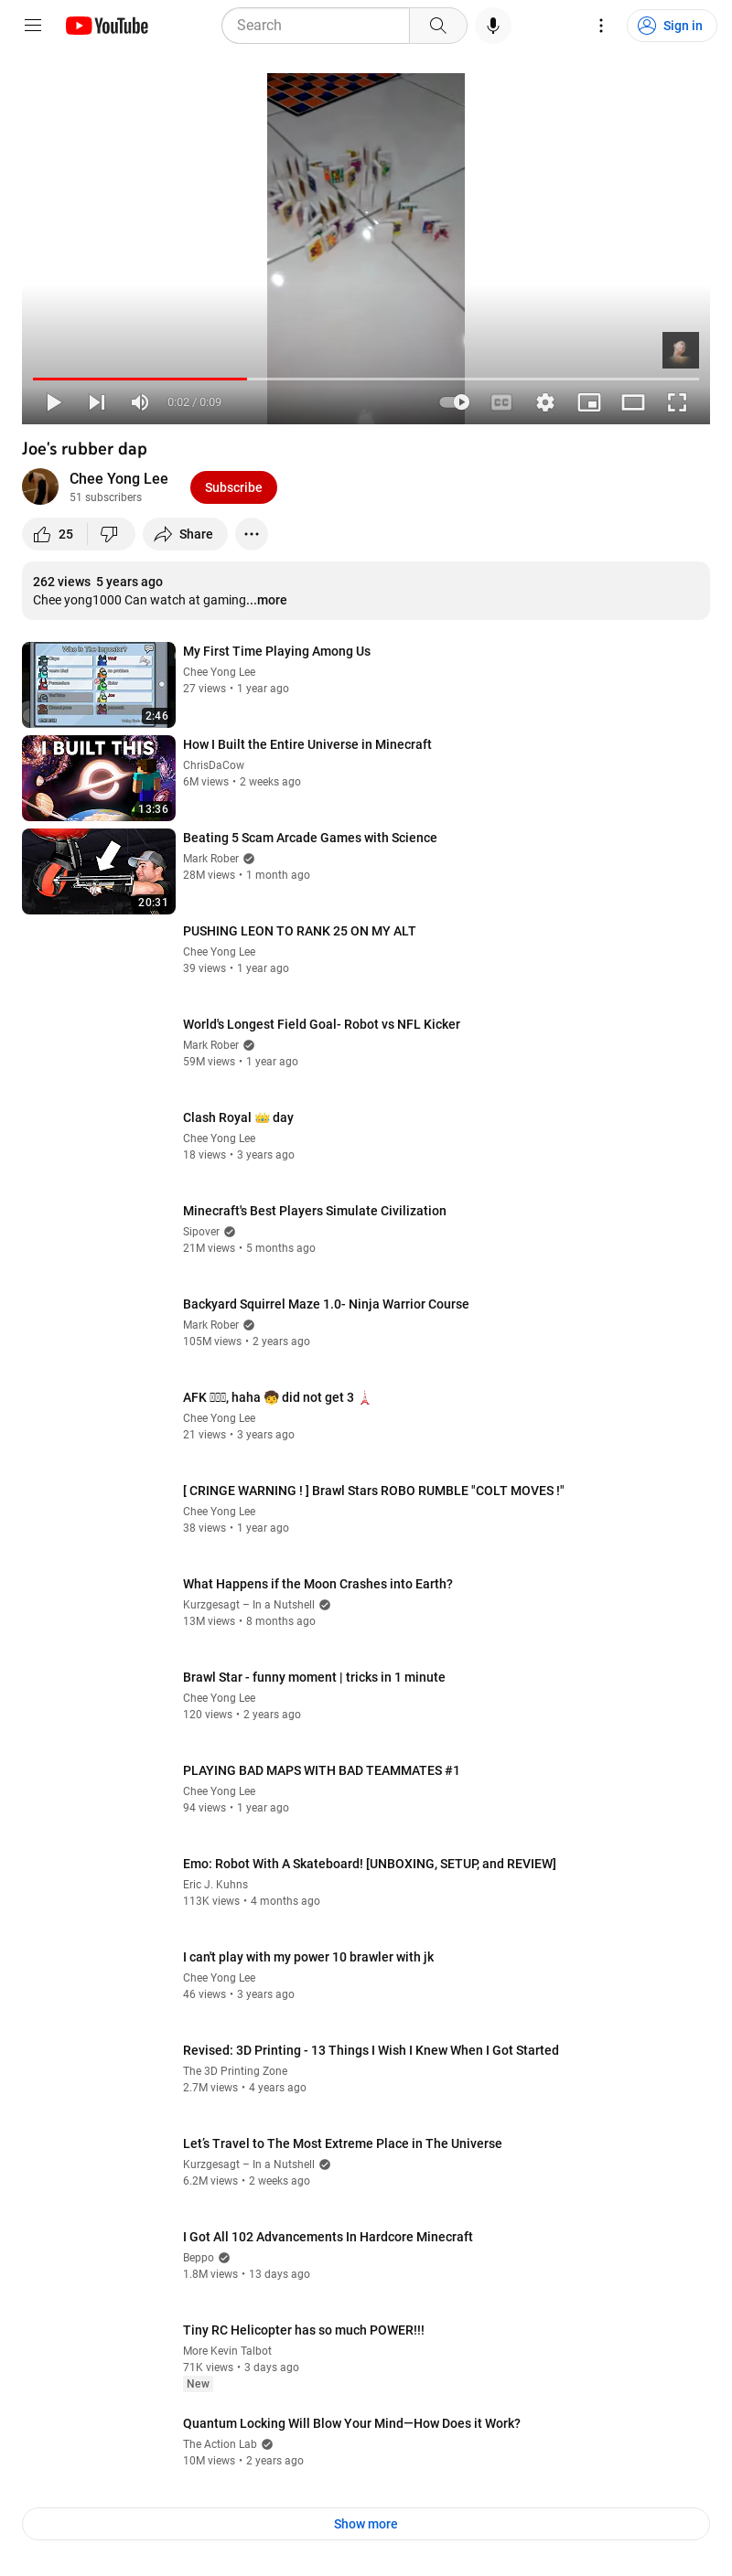 YouTube
Search
Sign in
0:02 / 0:09
CC
Joe's rubber dap
Chee Yong Lee
51 subscribers
Subscribe
25
Share
262 views 5 years ago
Chee yong1000 Can watch at gaming...more
Who Is The Impostor?
2:46
My First Time Playing Among Us
Chee Yong Lee
27 views • 1 year ago
I BUILT THIS
13:36
How I Built the Entire Universe in Minecraft
ChrisDaCow
6M views • 2 weeks ago
20:31
Beating 5 Scam Arcade Games with Science
Mark Rober
28M views • 1 month ago
PUSHING LEON TO RANK 25 ON MY ALT
Chee Yong Lee
39 views • 1 year ago
World's Longest Field Goal- Robot vs NFL Kicker
Mark Rober
59M views • 1 year ago
Clash Royal 👑 day
Chee Yong Lee
18 views • 3 years ago
Minecraft's Best Players Simulate Civilization
Sipover
21M views • 5 months ago
Backyard Squirrel Maze 1.0- Ninja Warrior Course
Mark Rober
105M views • 2 years ago
AFK , haha 🧒 did not get 3 🗼
Chee Yong Lee
21 views • 3 years ago
[ CRINGE WARNING ! ] Brawl Stars ROBO RUMBLE "COLT MOVES !"
Chee Yong Lee
38 views • 1 year ago
What Happens if the Moon Crashes into Earth?
Kurzgesagt – In a Nutshell
13M views • 8 months ago
Brawl Star - funny moment | tricks in 1 minute
Chee Yong Lee
120 views • 2 years ago
PLAYING BAD MAPS WITH BAD TEAMMATES #1
Chee Yong Lee
94 views • 1 year ago
Emo: Robot With A Skateboard! [UNBOXING, SETUP, and REVIEW]
Eric J. Kuhns
113K views • 4 months ago
I can't play with my power 10 brawler with jk
Chee Yong Lee
46 views • 3 years ago
Revised: 3D Printing - 13 Things I Wish I Knew When I Got Started
The 3D Printing Zone
2.7M views • 4 years ago
Let’s Travel to The Most Extreme Place in The Universe
Kurzgesagt – In a Nutshell
6.2M views • 2 weeks ago
I Got All 102 Advancements In Hardcore Minecraft
Beppo
1.8M views • 13 days ago
Tiny RC Helicopter has so much POWER!!!
More Kevin Talbot
71K views • 3 days ago
New
Quantum Locking Will Blow Your Mind—How Does it Work?
The Action Lab
10M views • 2 years ago
Show more